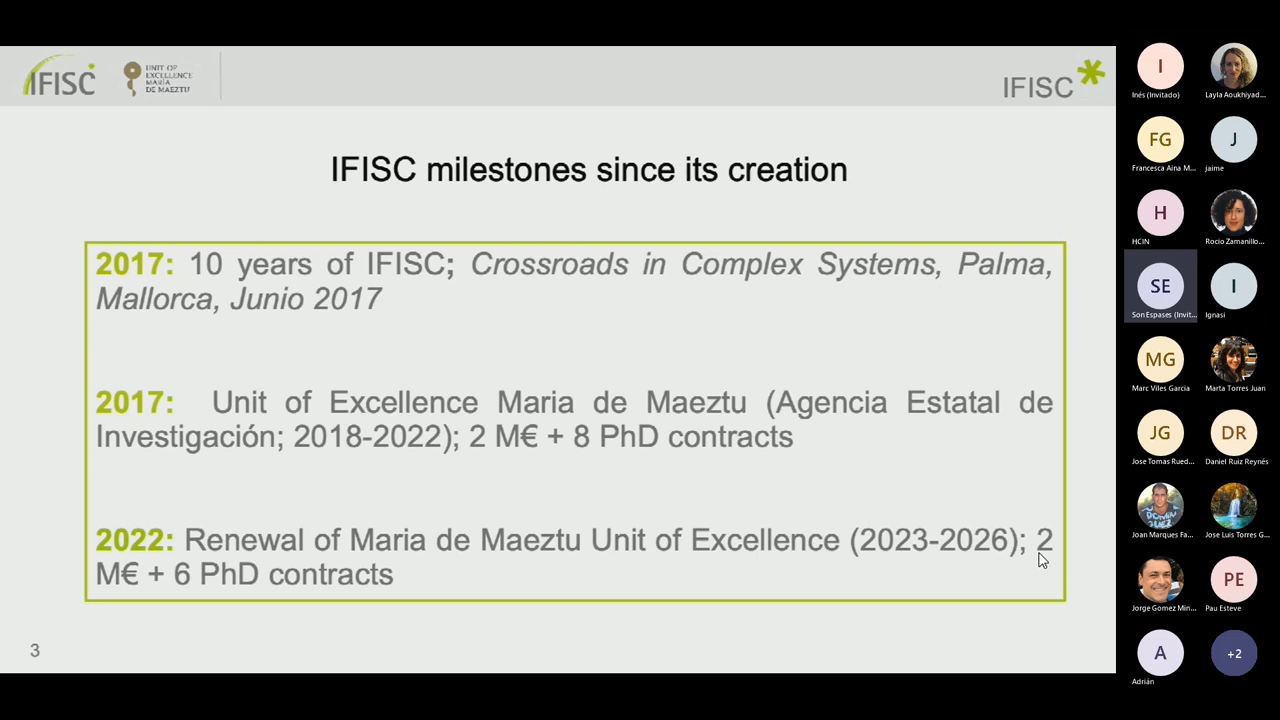 IFISC
UNIT OF
EXCELLENCE
MARÍA
DE MAEZTU
IFISC
IFISC milestones since its creation
2017: 10 years of IFISC; Crossroads in Complex Systems, Palma,
Mallorca, Junio 2017
2017: Unit of Excellence Maria de Maeztu (Agencia Estatal de
Investigación; 2018-2022); 2 M€ + 8 PhD contracts
2022: Renewal of Maria de Maeztu Unit of Excellence (2023-2026); 2
M€ + 6 PhD contracts
3
I
Inés (Invitado)
Layla Aoukhiyad...
FG
Francesca Aina M...
J
jaime
H
HCIN
Rocio Zamanillo...
SE
Son Espases (Invit...
I
Ignasi
MG
Marc Viles Garcia
Marta Torres Juan
JG
Jose Tomas Rued...
DR
Daniel Ruiz Reynés
Joan Marques Fa...
Jose Luis Torres G...
Jorge Gomez Min...
PE
Pau Esteve
A
Adrián
+2